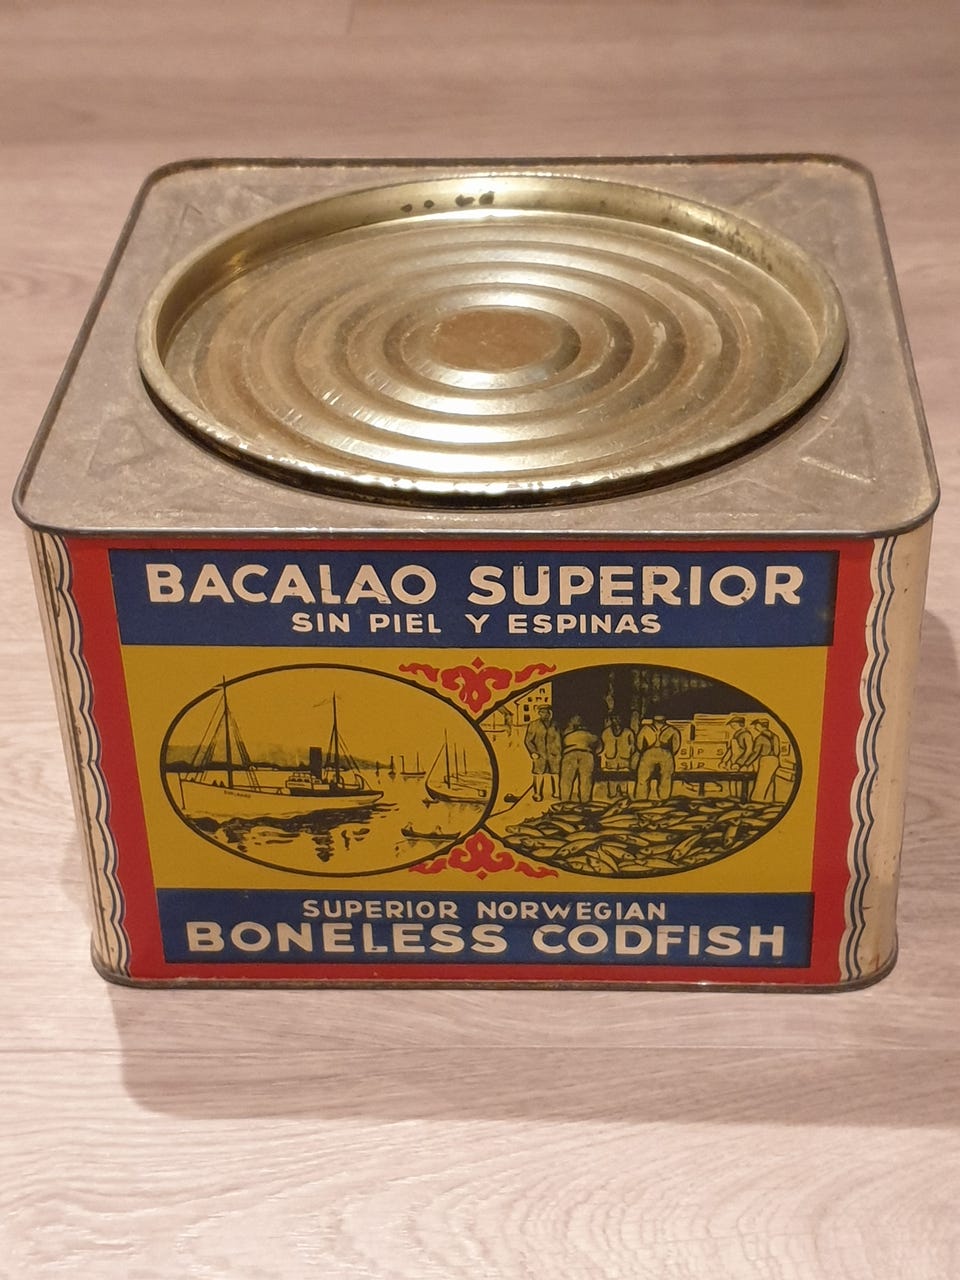 BACALAO SUPERIOR
SIN PIEL Y ESPINAS
SUPERIOR NORWEGIAN
BONELESS CODFISH